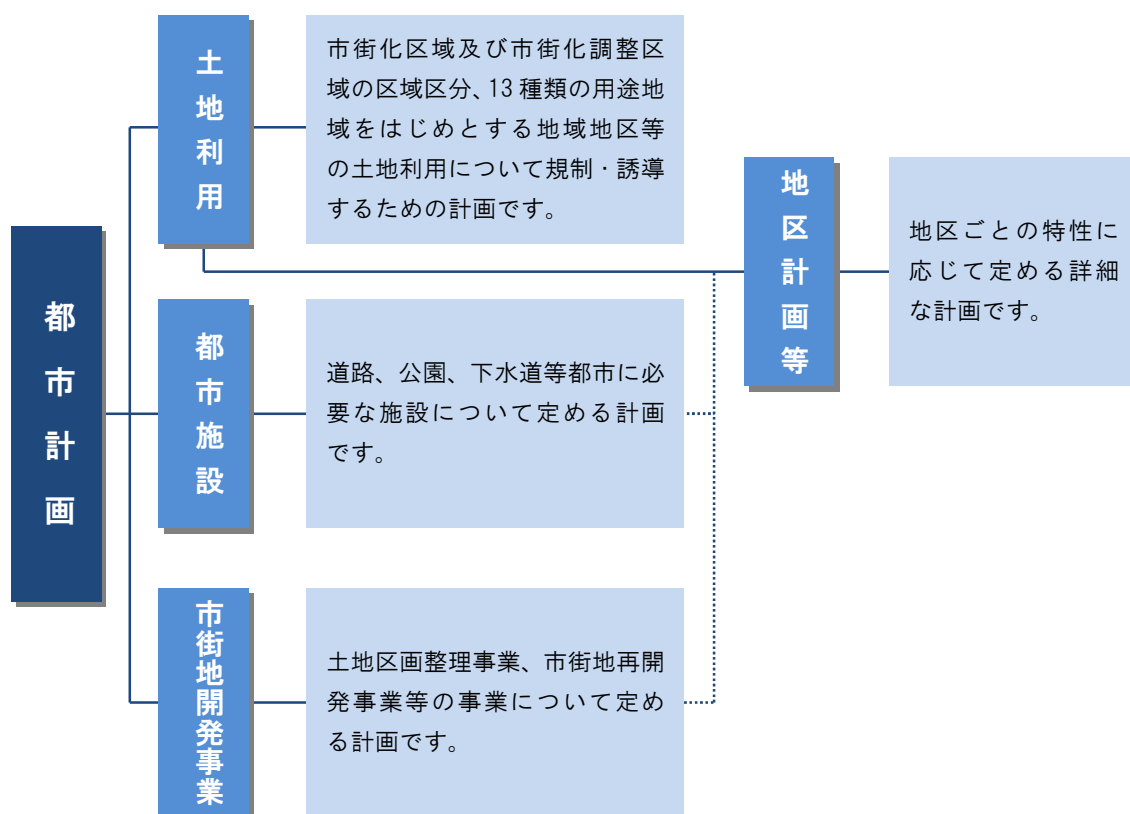 都市計画
土地利用
市街化区域及び市街化調整区
域の区域区分、13 種類の用途地
域をはじめとする地域地区等
の土地利用について規制・誘導
するための計画です。
都市施設
道路、公園、下水道等都市に必
要な施設について定める計画
です。
市街地開発事業
土地区画整理事業、市街地再開
発事業等の事業について定め
る計画です。
地区計画等
地区ごとの特性に
応じて定める詳細
な計画です。